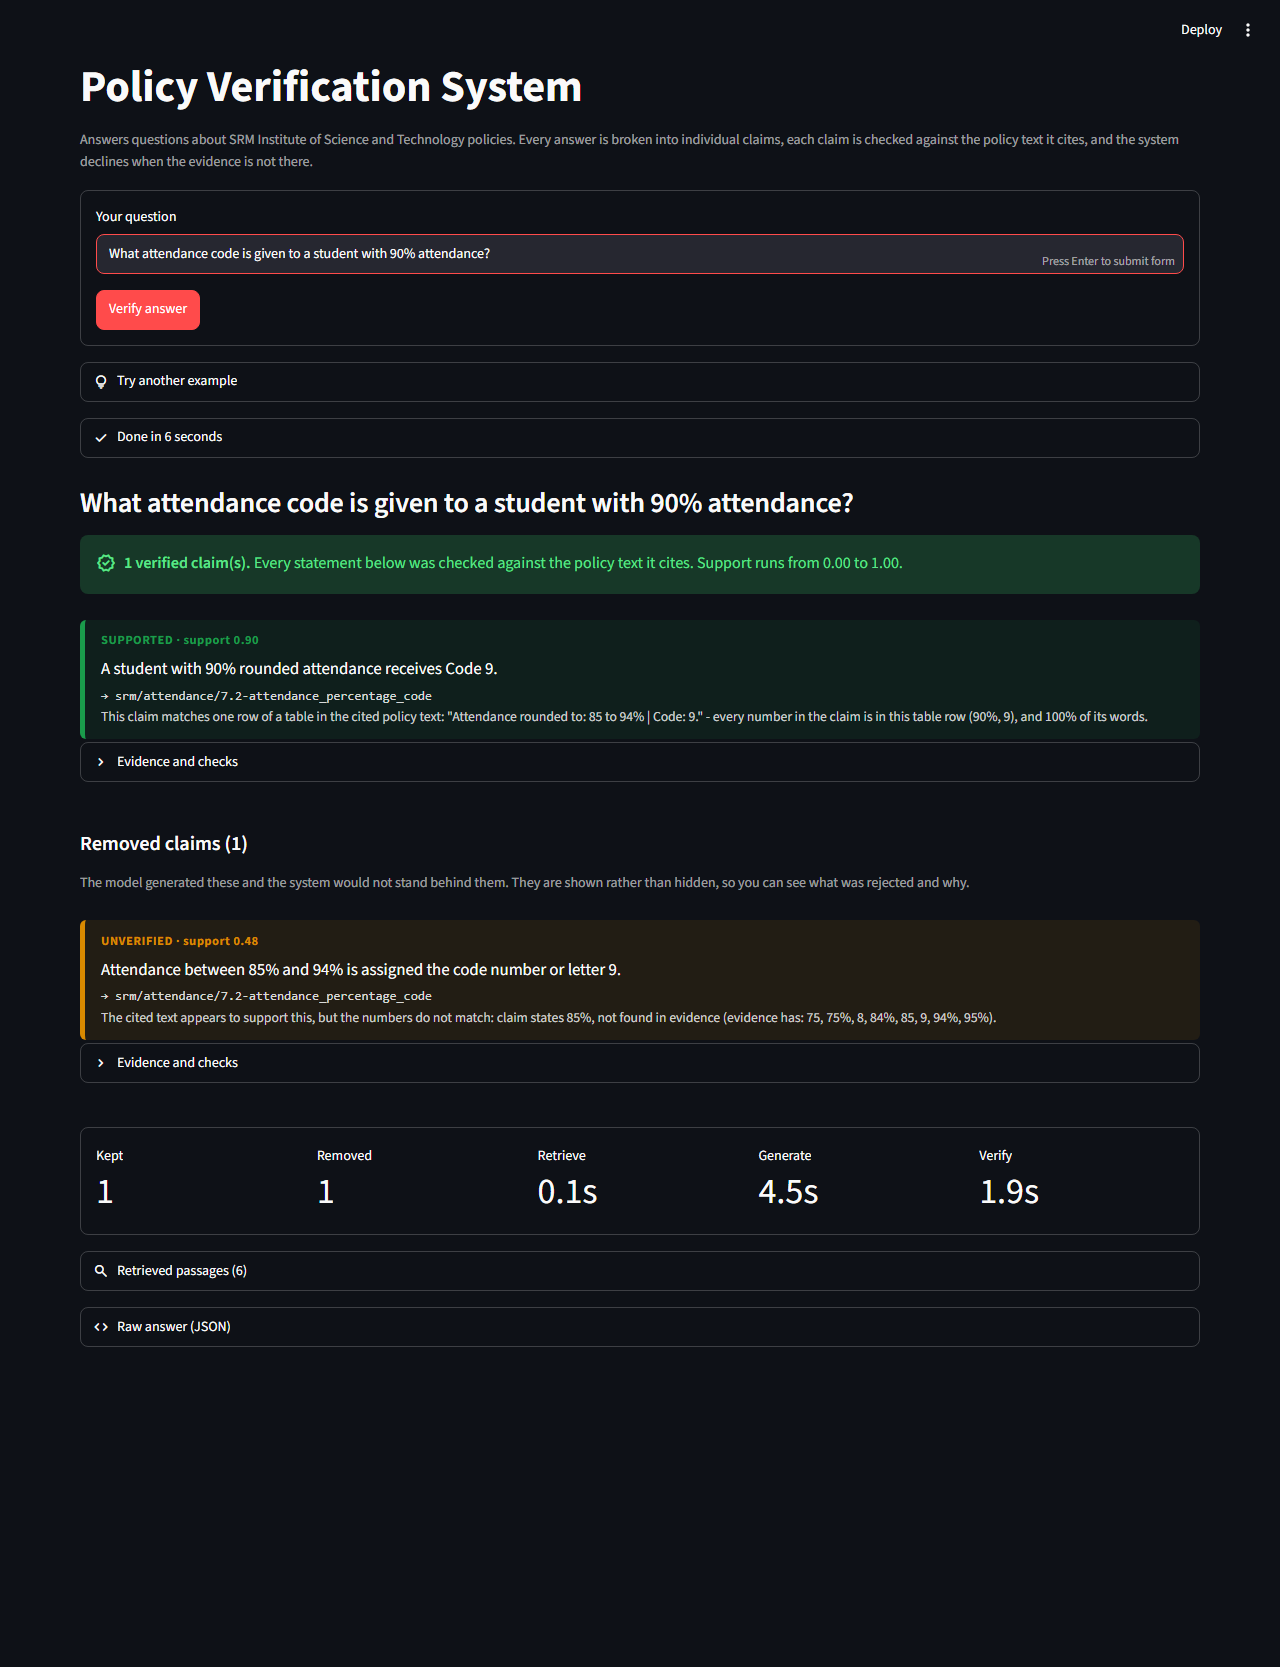 Deploy
Policy Verification System
Answers questions about SRM Institute of Science and Technology policies. Every answer is broken into individual claims, each claim is checked against the policy text it cites, and the system
declines when the evidence is not there.
Your question
What attendance code is given to a student with 90% attendance?
Press Enter to submit form
Verify answer
Try another example
Done in 6 seconds
What attendance code is given to a student with 90% attendance?
1 verified claim(s). Every statement below was checked against the policy text it cites. Support runs from 0.00 to 1.00.
SUPPORTED · support 0.90
A student with 90% rounded attendance receives Code 9.
→ srm/attendance/7.2-attendance_percentage_code
This claim matches one row of a table in the cited policy text: "Attendance rounded to: 85 to 94% | Code: 9." - every number in the claim is in this table row (90%, 9), and 100% of its words.
Evidence and checks
Removed claims (1)
The model generated these and the system would not stand behind them. They are shown rather than hidden, so you can see what was rejected and why.
UNVERIFIED · support 0.48
Attendance between 85% and 94% is assigned the code number or letter 9.
→ srm/attendance/7.2-attendance_percentage_code
The cited text appears to support this, but the numbers do not match: claim states 85%, not found in evidence (evidence has: 75, 75%, 8, 84%, 85, 9, 94%, 95%).
Evidence and checks
Kept Removed Retrieve Generate Verify
1 1 0.1s 4.5s 1.9s
Retrieved passages (6)
Raw answer (JSON)